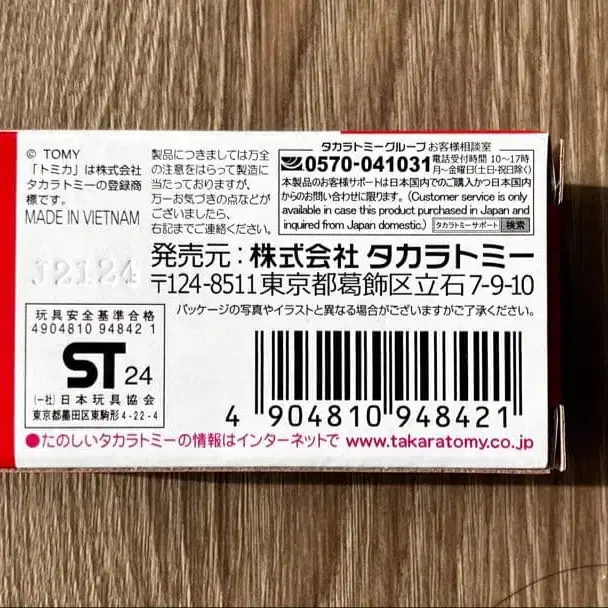 © TOMY
「トミカ」は株式会社
タカラトミーの登録商
標です。
MADE IN VIETNAM
J2124
製品につきましては万全
の注意をはらって製造に
当たっておりますが、
万一お気づきの点などが
ございましたら、
右記までご連絡ください。
タカラトミーグループ お客様相談室
0570-041031 電話受付時間 10〜17時
月〜金曜日(土・日・祝日除く)
本製品のお客様サポートは日本国内でのご購入かつ日本国内
からのお問い合わせに限ります。(Customer service is only
available in case this product purchased in Japan and
inquired from Japan domestic.) タカラトミーサポート 検索
発売元:株式会社 タカラトミー
〒124-8511 東京都葛飾区立石 7-9-10
パッケージの写真やイラストと異なる場合がございますがご了承ください。
玩具安全基準合格
4904810 94842 1
ST 24
(一社)日本玩具協会
東京都墨田区東駒形4-22-4
4 904810 948421
●たのしいタカラトミーの情報はインターネットで www.takaratomy.co.jp